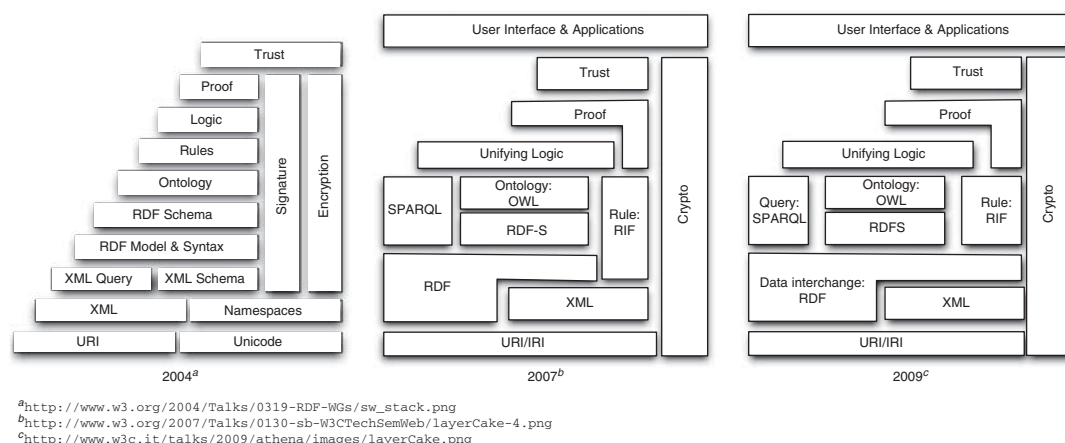 Trust
Proof
Logic
Rules
Ontology
RDF Schema
RDF Model & Syntax
XML Query
XML Schema
Signature
Encryption
XML
Namespaces
URI
Unicode
2004a
User Interface & Applications
Trust
Proof
Unifying Logic
SPARQL
Ontology:
OWL
RDF-S
Rule:
RIF
Crypto
RDF
XML
URI/IRI
2007b
User Interface & Applications
Trust
Proof
Unifying Logic
Query:
SPARQL
Ontology:
OWL
RDFS
Rule:
RIF
Crypto
Data interchange:
RDF
XML
URI/IRI
2009c
ahttp://www.w3.org/2004/Talks/0319-RDF-WGs/sw_stack.png
bhttp://www.w3.org/2007/Talks/0130-sb-W3CTechSemWeb/layerCake-4.png
chttp://www.w3c.it/talks/2009/athena/images/layerCake.png